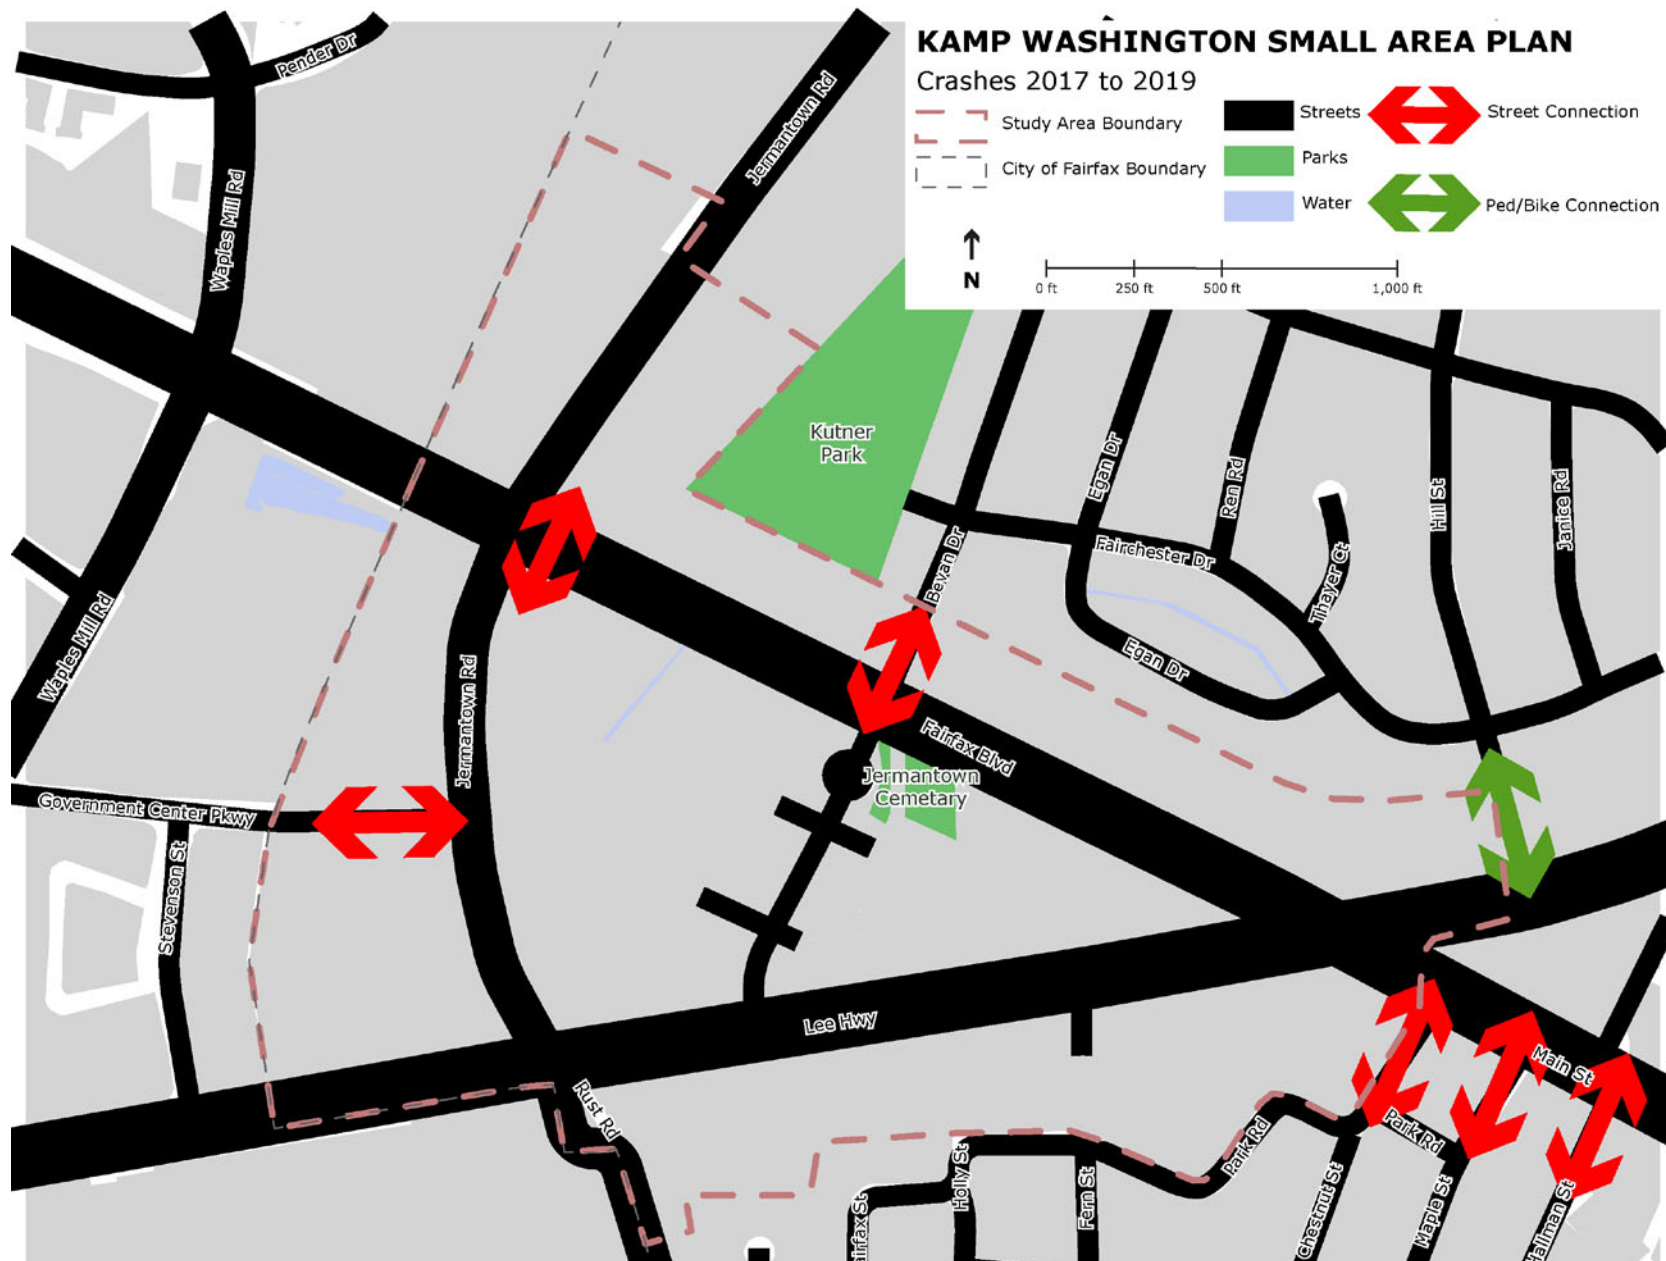 KAMP WASHINGTON SMALL AREA PLAN
Crashes 2017 to 2019
Study Area Boundary
City of Fairfax Boundary
Streets
Parks
Water
Street Connection
Ped/Bike Connection
N
0 ft
250 ft
500 ft
1,000 ft
Pender Dr
Jermantown Rd
Waples Mill Rd
Kutner
Park
Egan Dr
Ren Rd
Hill St
Janice Rd
Fairchester Dr
Thayer Ct
Bevan Dr
Waples Mill Rd
Egan Dr
Jermantown Rd
Fairfax Blvd
Jermantown
Cemetary
Government Center Pkwy
Stevenson St
Lee Hwy
Main St
Rust Rd
Park Rd
Park Rd
Holly St
Fern St
Chestnut St
Maple St
airfax St
Hallman St